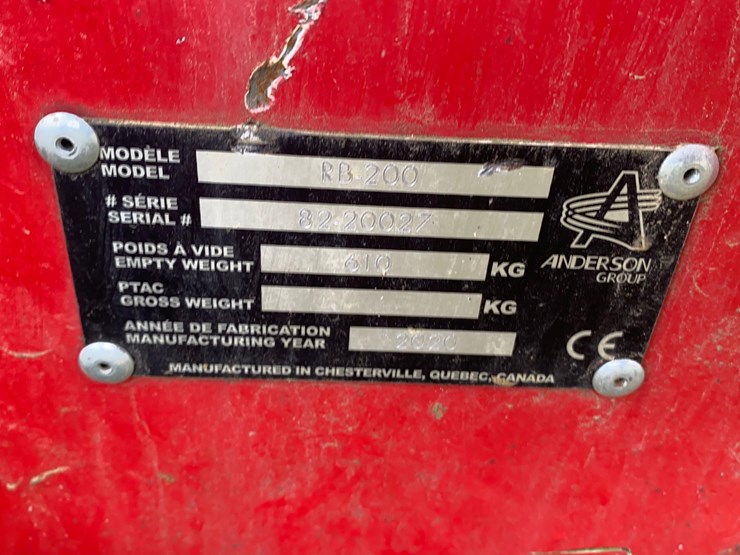 MODÈLE
MODEL RB 200
# SÉRIE
SERIAL # 82 20027
POIDS À VIDE
EMPTY WEIGHT 610 KG
PTAC
GROSS WEIGHT KG
ANNÉE DE FABRICATION
MANUFACTURING YEAR 2020
MANUFACTURED IN CHESTERVILLE, QUEBEC, CANADA
ANDERSON
GROUP
CE